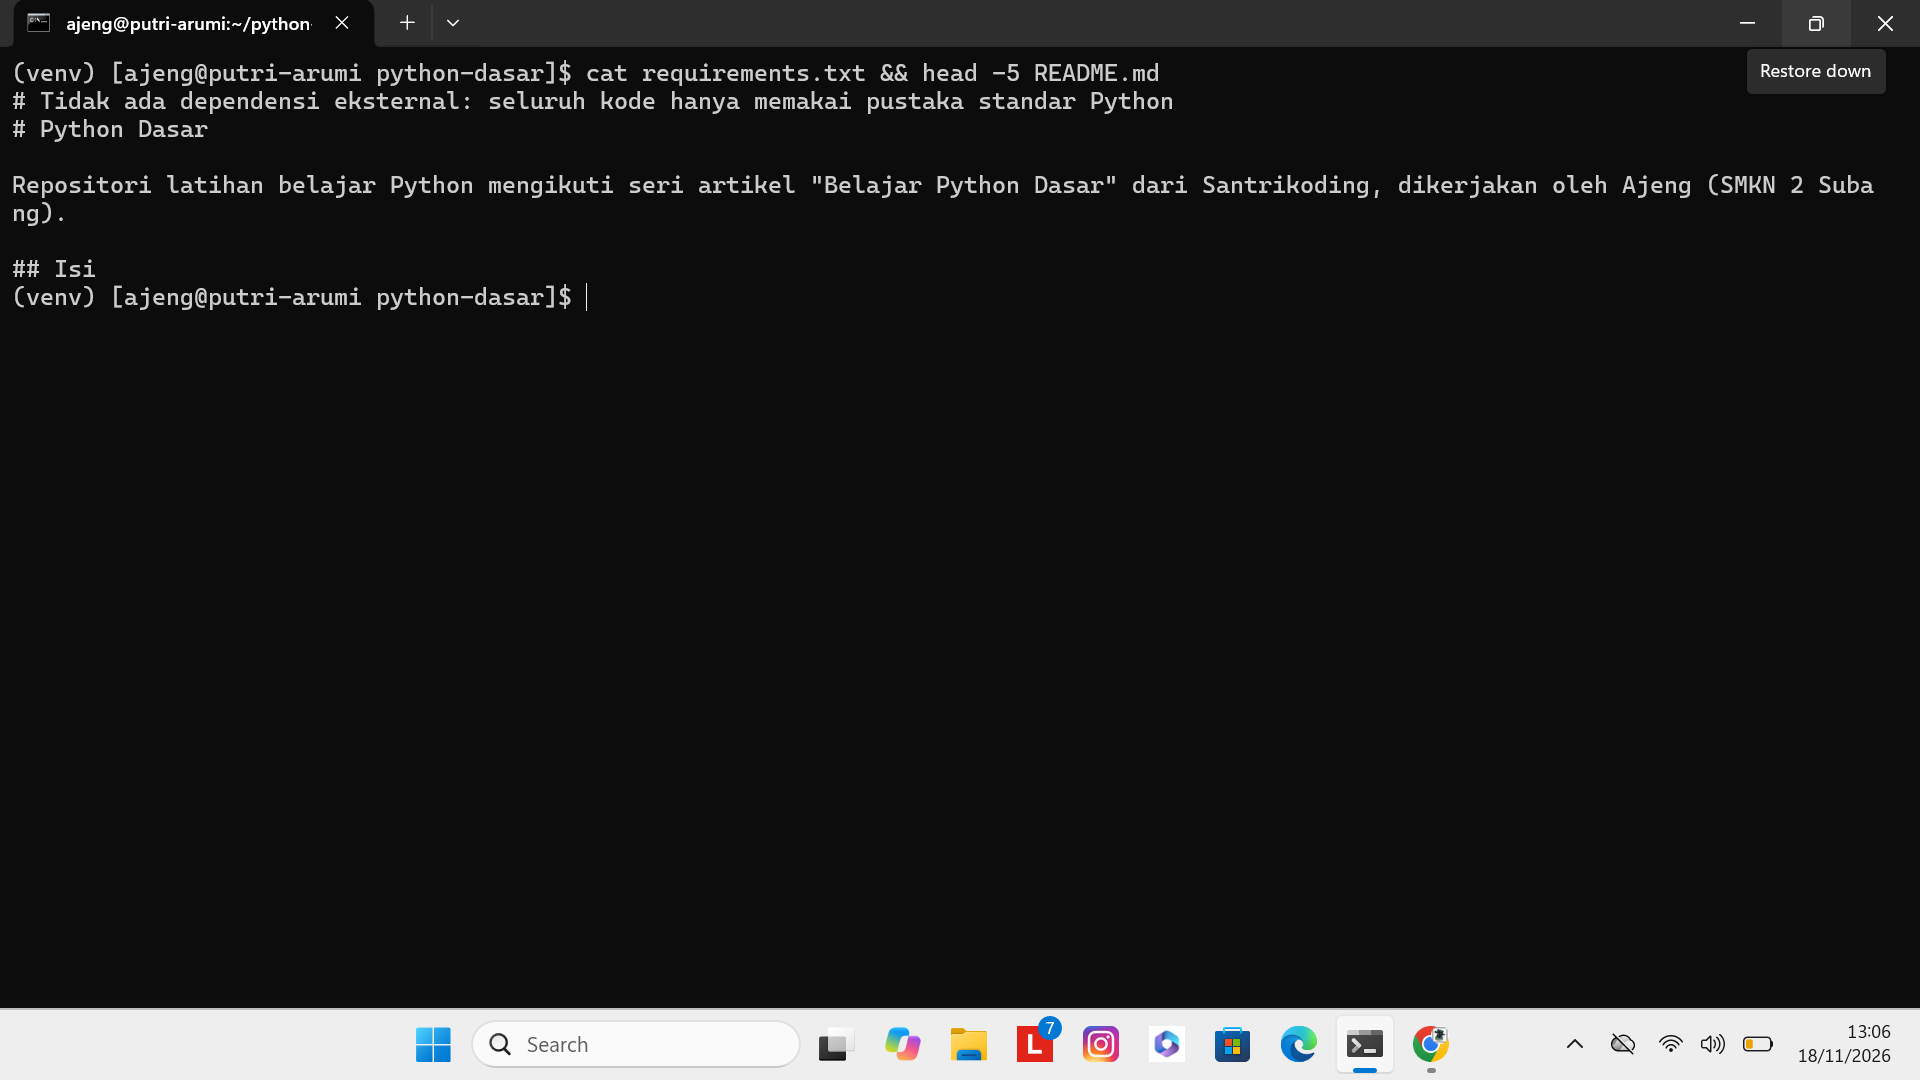 ajeng@putri-arumi:~/python-
(venv) [ajeng@putri-arumi python-dasar]$ cat requirements.txt && head -5 README.md
Restore down
# Tidak ada dependensi eksternal: seluruh kode hanya memakai pustaka standar Python
# Python Dasar
Repositori latihan belajar Python mengikuti seri artikel "Belajar Python Dasar" dari Santrikoding, dikerjakan oleh Ajeng (SMKN 2 Suba
ng).
## Isi
(venv) [ajeng@putri-arumi python-dasar]$
Search
L
7
13:06
18/11/2026